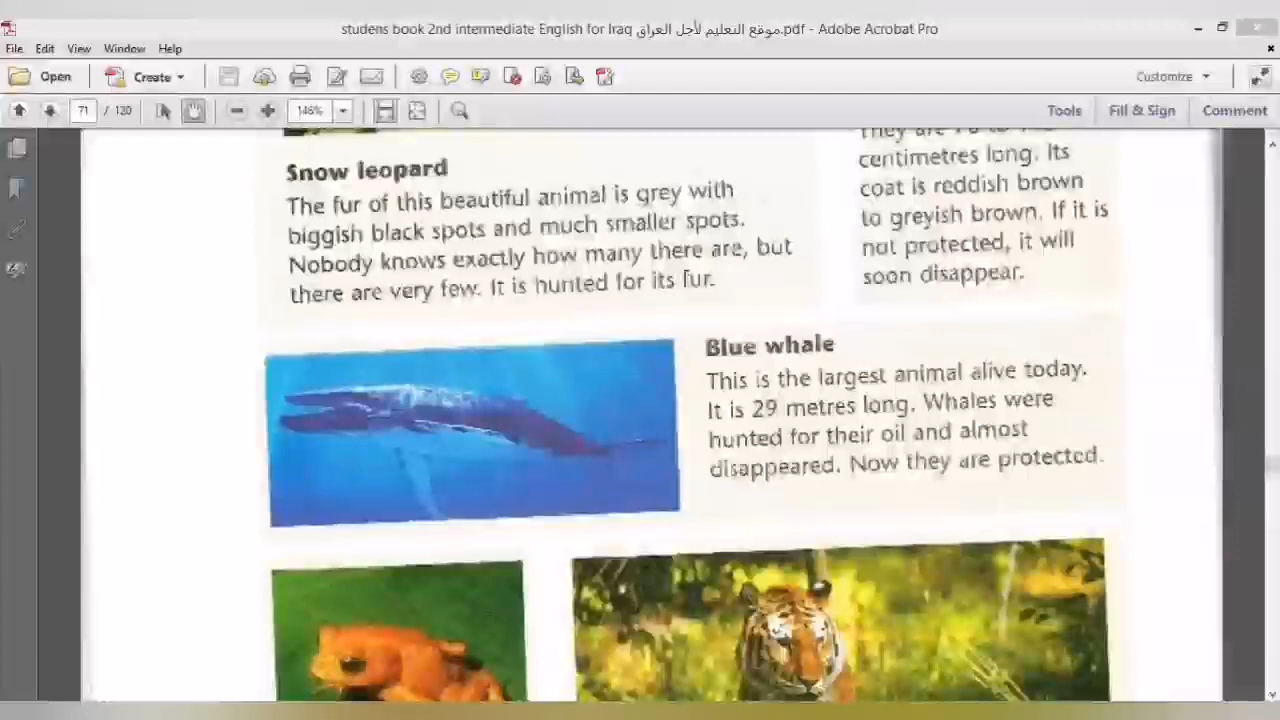 studens book 2nd intermediate English for Iraq موقع التعليم لأجل العراق.pdf - Adobe Acrobat Pro
File Edit View Window Help
Open Create Customize
71 / 120 146% Tools Fill & Sign Comment
Snow leopard
The fur of this beautiful animal is grey with
biggish black spots and much smaller spots.
Nobody knows exactly how many there are, but
there are very few. It is hunted for its fur.
They are
centimetres long. Its
coat is reddish brown
to greyish brown. If it is
not protected, it will
soon disappear.
Blue whale
This is the largest animal alive today.
It is 29 metres long. Whales were
hunted for their oil and almost
disappeared. Now they are protected.